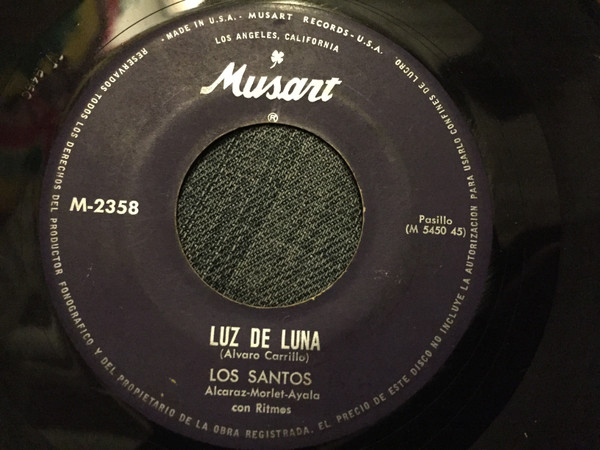 -MADE IN U.S.A.- MUSART RECORDS-U.S.A.
LOS ANGELES, CALIFORNIA
Musart
®
M-2358
Pasillo
(M 5450 45)
LUZ DE LUNA
(Alvaro Carrillo)
LOS SANTOS
Alcaraz-Morlet-Ayala
con Ritmos
RESERVADOS TODOS LOS DERECHOS DEL PRODUCTOR FONOGRAFICO Y DEL PROPIETARIO DE LA OBRA REGISTRADA. EL PRECIO DE ESTE DISCO NO INCLUYE LA AUTORIZACION PARA USARLO CONFINES DE LUCRO